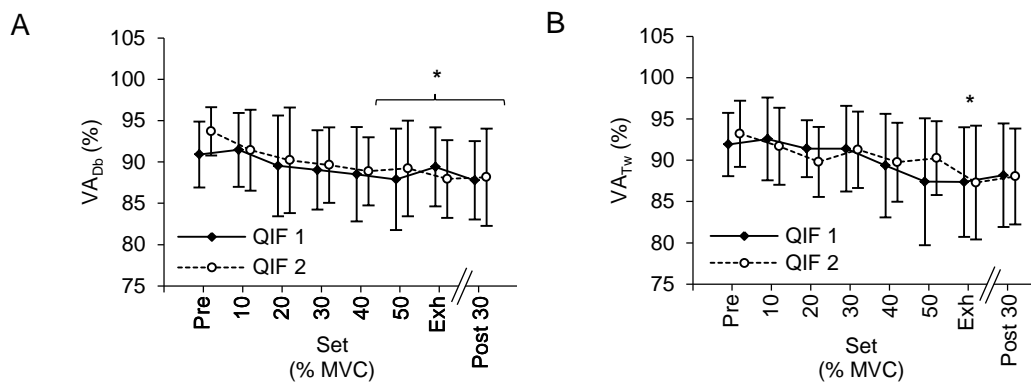 A
105
100
95
90
85
80
75
VADb (%)
*
QIF 1
QIF 2
Pre
10
20
30
40
50
Exh
Post 30
Set
(% MVC)
B
105
100
95
90
85
80
75
VATw (%)
*
QIF 1
QIF 2
Pre
10
20
30
40
50
Exh
Post 30
Set
(% MVC)